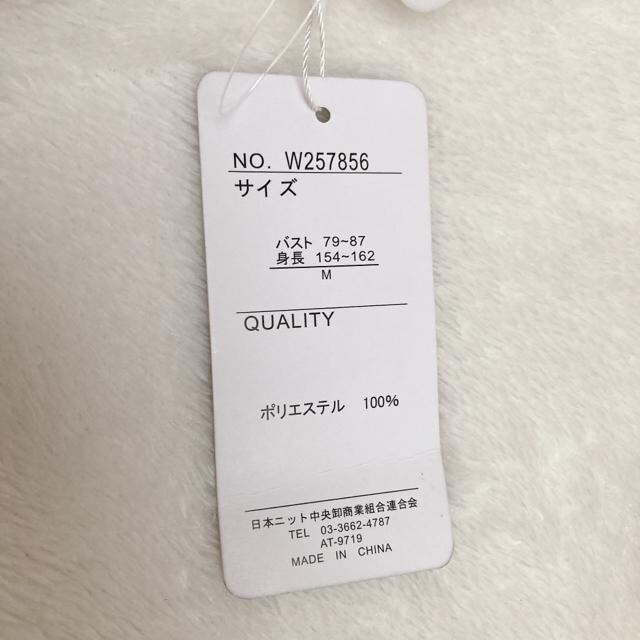 NO. W257856
サイズ
バスト 79~87
身長 154~162
M
QUALITY
ポリエステル 100%
日本ニット中央卸商業組合連合会
TEL 03-3662-4787
AT-9719
MADE IN CHINA